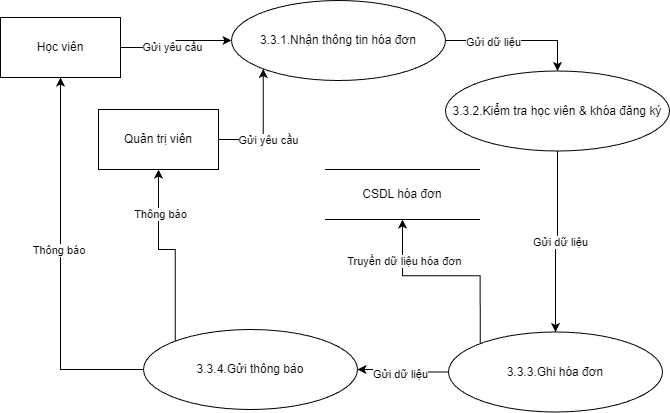 Học viên
Gửi yêu cầu
3.3.1.Nhận thông tin hóa đơn
Gửi dữ liệu
3.3.2.Kiểm tra học viên & khóa đăng ký
Quản trị viên
Gửi yêu cầu
CSDL hóa đơn
Thông báo
Thông báo
Truyền dữ liệu hóa đơn
Gửi dữ liệu
3.3.4.Gửi thông báo
Gửi dữ liệu
3.3.3.Ghi hóa đơn